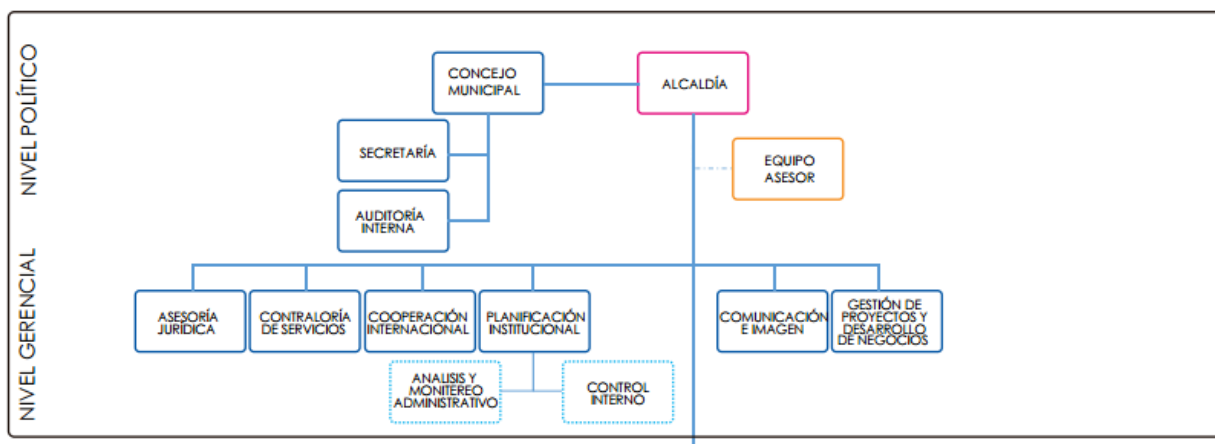 NIVEL POLÍTICO
CONCEJO
MUNICIPAL
ALCALDÍA
SECRETARÍA
EQUIPO
ASESOR
AUDITORÍA
INTERNA
NIVEL GERENCIAL
ASESORÍA
JURÍDICA
CONTRALORÍA
DE SERVICIOS
COOPERACIÓN
INTERNACIONAL
PLANIFICACIÓN
INSTITUCIONAL
COMUNICACIÓN
E IMAGEN
GESTIÓN DE
PROYECTOS Y
DESARROLLO
DE NEGOCIOS
ANALISIS Y
MONITEREO
ADMINISTRATIVO
CONTROL
INTERNO